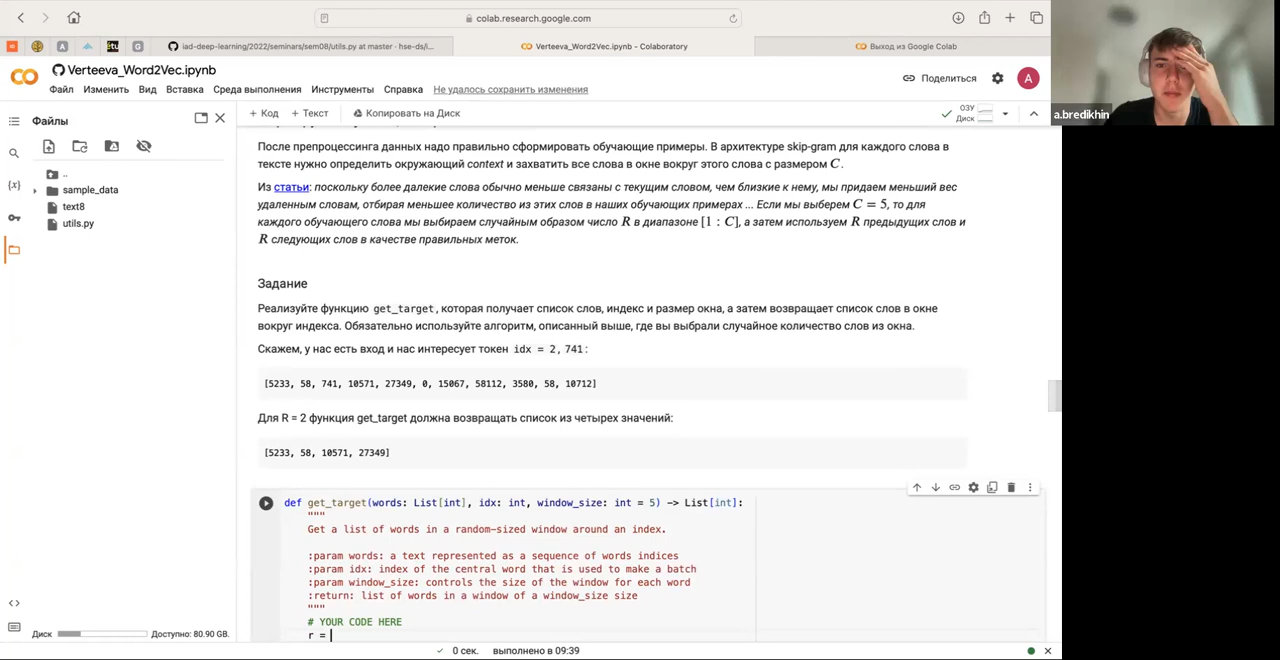 colab.research.google.com
iad-deep-learning/2022/seminars/sem08/utils.py at master · hse-ds/i...
Verteeva_Word2Vec.ipynb - Colaboratory
Выход из Google Colab
Verteeva_Word2Vec.ipynb
Файл Изменить Вид Вставка Среда выполнения Инструменты Справка Не удалось сохранить изменения
Поделиться
A
a.bredikhin
Файлы
+ Код + Текст Копировать на Диск
ОЗУ
Диск
..
sample_data
text8
utils.py
После препроцессинга данных надо правильно сформировать обучающие примеры. В архитектуре skip-gram для каждого слова в
тексте нужно определить окружающий context и захватить все слова в окне вокруг этого слова с размером C.
Из статьи: поскольку более далекие слова обычно меньше связаны с текущим словом, чем близкие к нему, мы придаем меньший вес
удаленным словам, отбирая меньшее количество из этих слов в наших обучающих примерах ... Если мы выберем C = 5, то для
каждого обучающего слова мы выбираем случайным образом число R в диапазоне [1 : C], а затем используем R предыдущих слов и
R следующих слов в качестве правильных меток.
Задание
Реализуйте функцию get_target, которая получает список слов, индекс и размер окна, а затем возвращает список слов в окне
вокруг индекса. Обязательно используйте алгоритм, описанный выше, где вы выбрали случайное количество слов из окна.
Скажем, у нас есть вход и нас интересует токен idx = 2, 741:
[5233, 58, 741, 10571, 27349, 0, 15067, 58112, 3580, 58, 10712]
Для R = 2 функция get_target должна возвращать список из четырех значений:
[5233, 58, 10571, 27349]
def get_target(words: List[int], idx: int, window_size: int = 5) -> List[int]:
"""
Get a list of words in a random-sized window around an index.
:param words: a text represented as a sequence of words indices
:param idx: index of the central word that is used to make a batch
:param window_size: controls the size of the window for each word
:return: list of words in a window of a window_size size
"""
# YOUR CODE HERE
r =
Диск Доступно: 80.90 GB.
0 сек. выполнено в 09:39